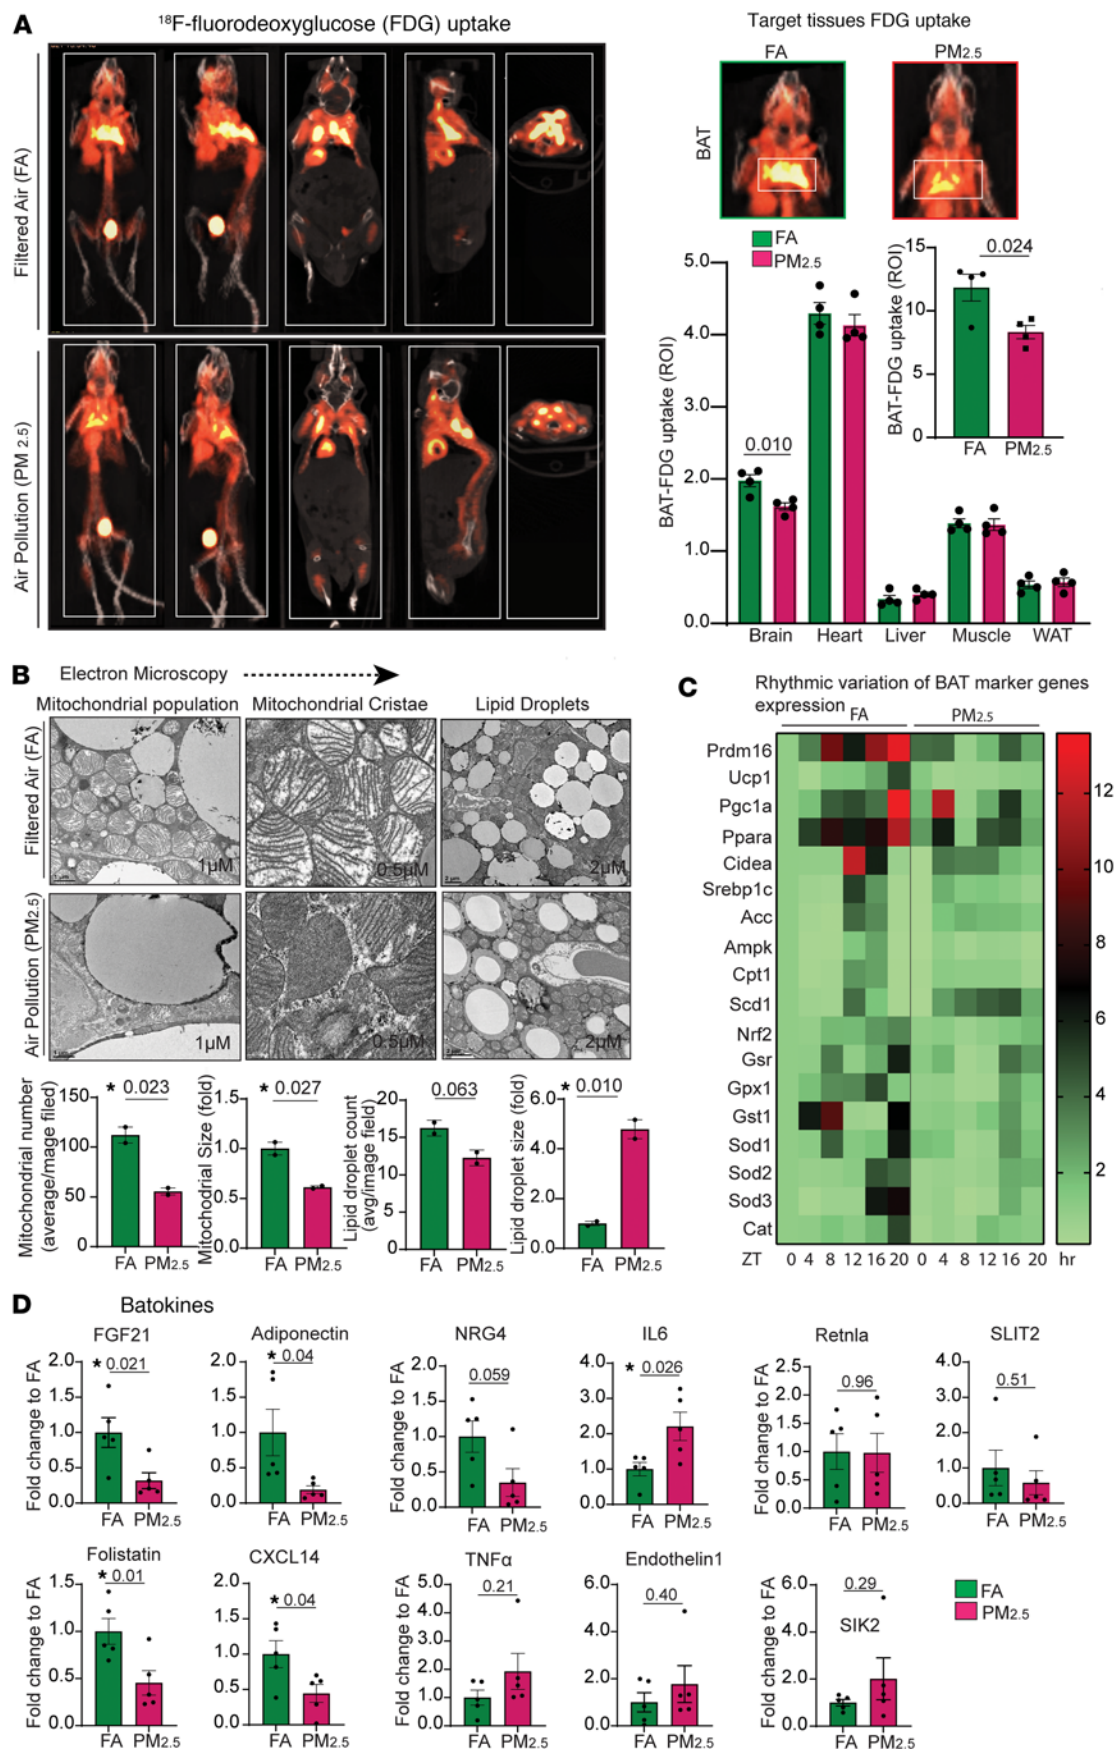 A
¹⁸F-fluorodeoxyglucose (FDG) uptake
Filtered Air (FA)
Air Pollution (PM 2.5)
Target tissues FDG uptake
FA
PM2.5
BAT
FA
PM2.5
BAT-FDG uptake (ROI)
5.0
4.0
3.0
2.0
1.0
0.0
0.010
Brain
Heart
Liver
Muscle
WAT
BAT-FDG uptake (ROI)
15
10
5
0
0.024
FA
PM2.5
B
Electron Microscopy
Mitochondrial population
Mitochondrial Cristae
Lipid Droplets
Filtered Air (FA)
1μM
0.5μM
2μM
Air Pollution (PM2.5)
1μM
0.5μM
2μM
Mitochondrial number
(average/image filed)
150
100
50
0
* 0.023
FA PM2.5
Mitochodrial Size (fold)
1.5
1.0
0.5
0.0
* 0.027
FA PM2.5
Lipid droplet count
(avg/image field)
20
15
10
5
0
0.063
FA PM2.5
Lipid droplet size (fold)
6.0
4.0
2.0
0.0
* 0.010
FA PM2.5
C
Rhythmic variation of BAT marker genes
expression
FA
PM2.5
Prdm16
Ucp1
Pgc1a
Ppara
Cidea
Srebp1c
Acc
Ampk
Cpt1
Scd1
Nrf2
Gsr
Gpx1
Gst1
Sod1
Sod2
Sod3
Cat
ZT 0 4 8 12 16 20 0 4 8 12 16 20 hr
12
10
8
6
4
2
D
Batokines
FGF21
Fold change to FA
2.0
1.5
1.0
0.5
0.0
* 0.021
FA PM2.5
Adiponectin
2.0
1.5
1.0
0.5
0.0
* 0.04
FA PM2.5
NRG4
2.0
1.5
1.0
0.5
0.0
0.059
FA PM2.5
IL6
4.0
3.0
2.0
1.0
0.0
* 0.026
FA PM2.5
Retnla
Fold change to FA
2.5
2.0
1.5
1.0
0.5
0.0
0.96
FA PM2.5
SLIT2
4.0
3.0
2.0
1.0
0.0
0.51
FA PM2.5
Folistatin
Fold change to FA
1.5
1.0
0.5
0.0
* 0.01
FA PM2.5
CXCL14
2.0
1.5
1.0
0.5
0.0
* 0.04
FA PM2.5
TNFα
5.0
4.0
3.0
2.0
1.0
0.0
0.21
FA PM2.5
Endothelin1
6.0
4.0
2.0
0.0
0.40
FA PM2.5
SIK2
Fold change to FA
6.0
4.0
2.0
0.0
0.29
FA PM2.5
FA
PM2.5